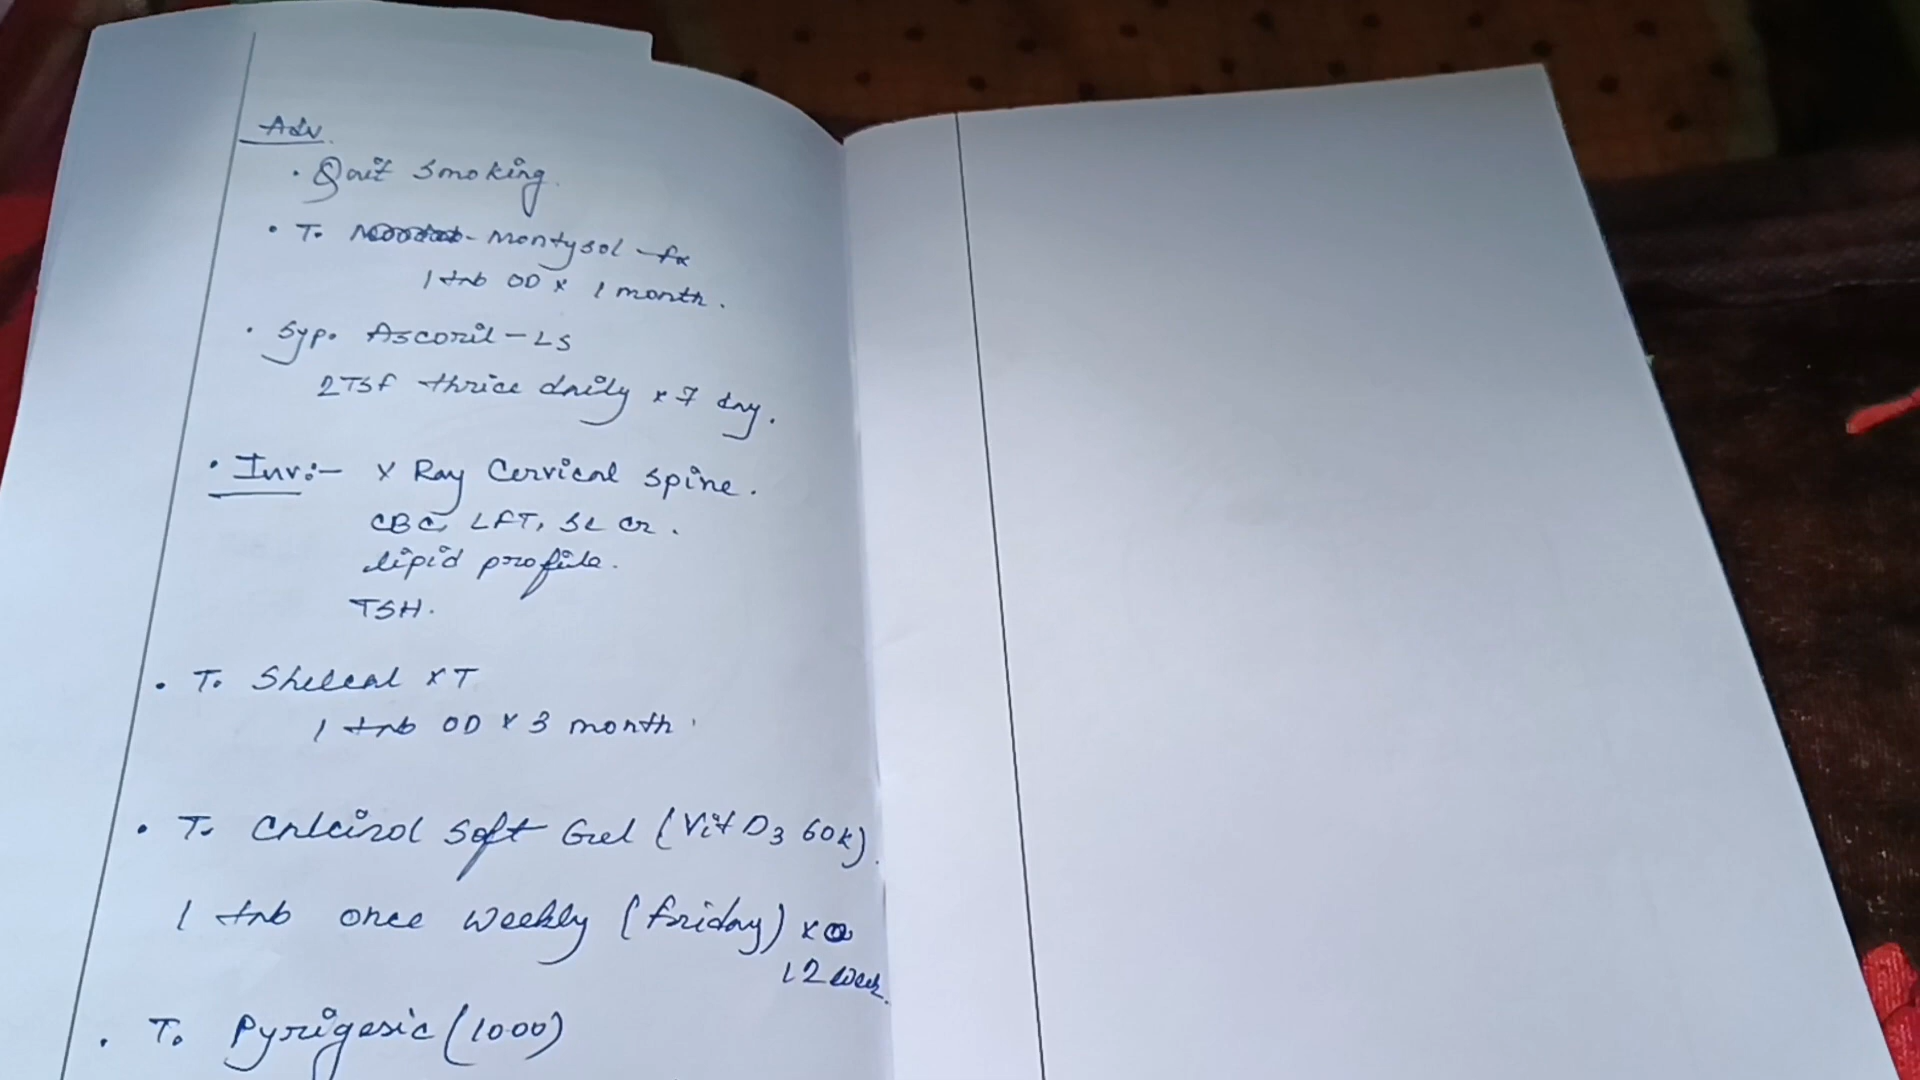 Adv.
• Quit Smoking.
• T. Montysol-fx
1 tab OD x 1 month.
• Syp. Ascoril-LS
2TSF thrice daily x 7 day.
• Inv:- X Ray Cervical spine.
CBC, LFT, Sr Cr.
lipid profile.
TSH.
• T. Shelcal XT
1 tab OD x 3 month.
• T. Calcirol Soft Gel (Vit D3 60k).
1 tab once weekly (friday) x
12 week.
• T. Pyrigesic (1000)